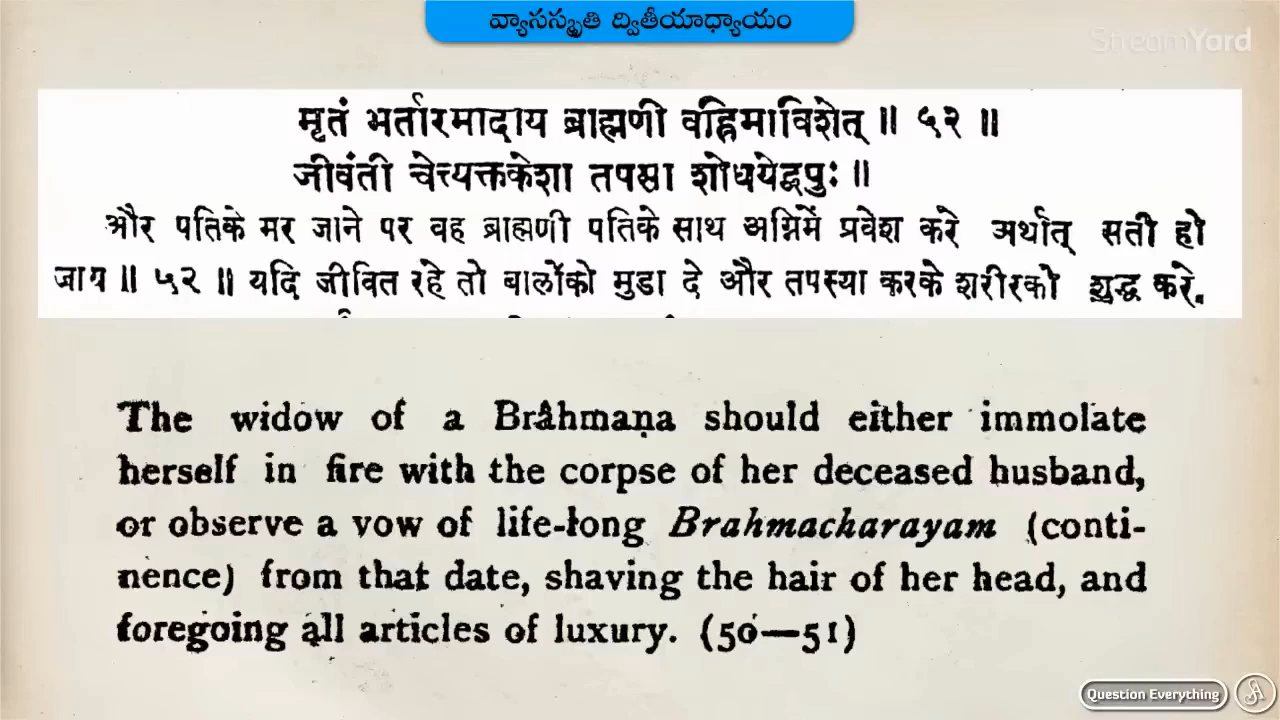 వ్యాసస్మృతి ద్వితీయాధ్యాయం
StreamYard
मृतं भर्तारमादाय ब्राह्मणी वह्निमाविशेत् ॥ ५२ ॥
जीवंती चेत्त्यक्तकेशा तपसा शोधयेद्वपुः ॥
और पतिके मर जाने पर वह ब्राह्मणी पतिके साथ अग्निमें प्रवेश करे अर्थात् सती हो
जाय ॥ ५२ ॥ यदि जीवित रहे तो बालोंको मुडा दे और तपस्या करके शरीरको शुद्ध करे.
The widow of a Brâhmaṇa should either immolate
herself in fire with the corpse of her deceased husband,
or observe a vow of life-long Brahmacharayam (conti-
nence) from that date, shaving the hair of her head, and
foregoing all articles of luxury. (50—51)
Question Everything